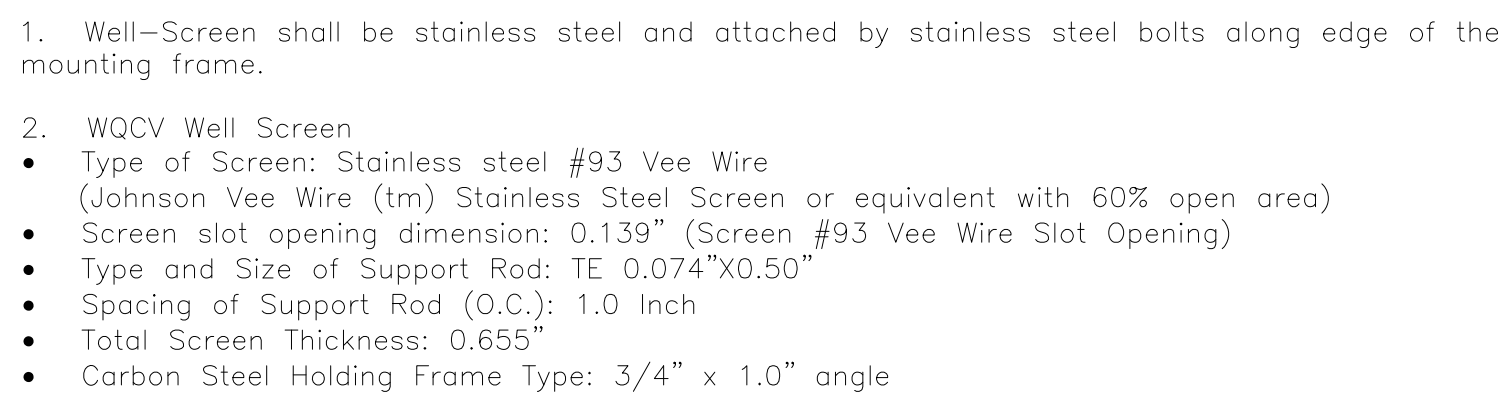 1. Well-Screen shall be stainless steel and attached by stainless steel bolts along edge of the
mounting frame.
2. WQCV Well Screen
• Type of Screen: Stainless steel #93 Vee Wire
(Johnson Vee Wire (tm) Stainless Steel Screen or equivalent with 60% open area)
• Screen slot opening dimension: 0.139" (Screen #93 Vee Wire Slot Opening)
• Type and Size of Support Rod: TE 0.074"X0.50"
• Spacing of Support Rod (O.C.): 1.0 Inch
• Total Screen Thickness: 0.655"
• Carbon Steel Holding Frame Type: 3/4" x 1.0" angle